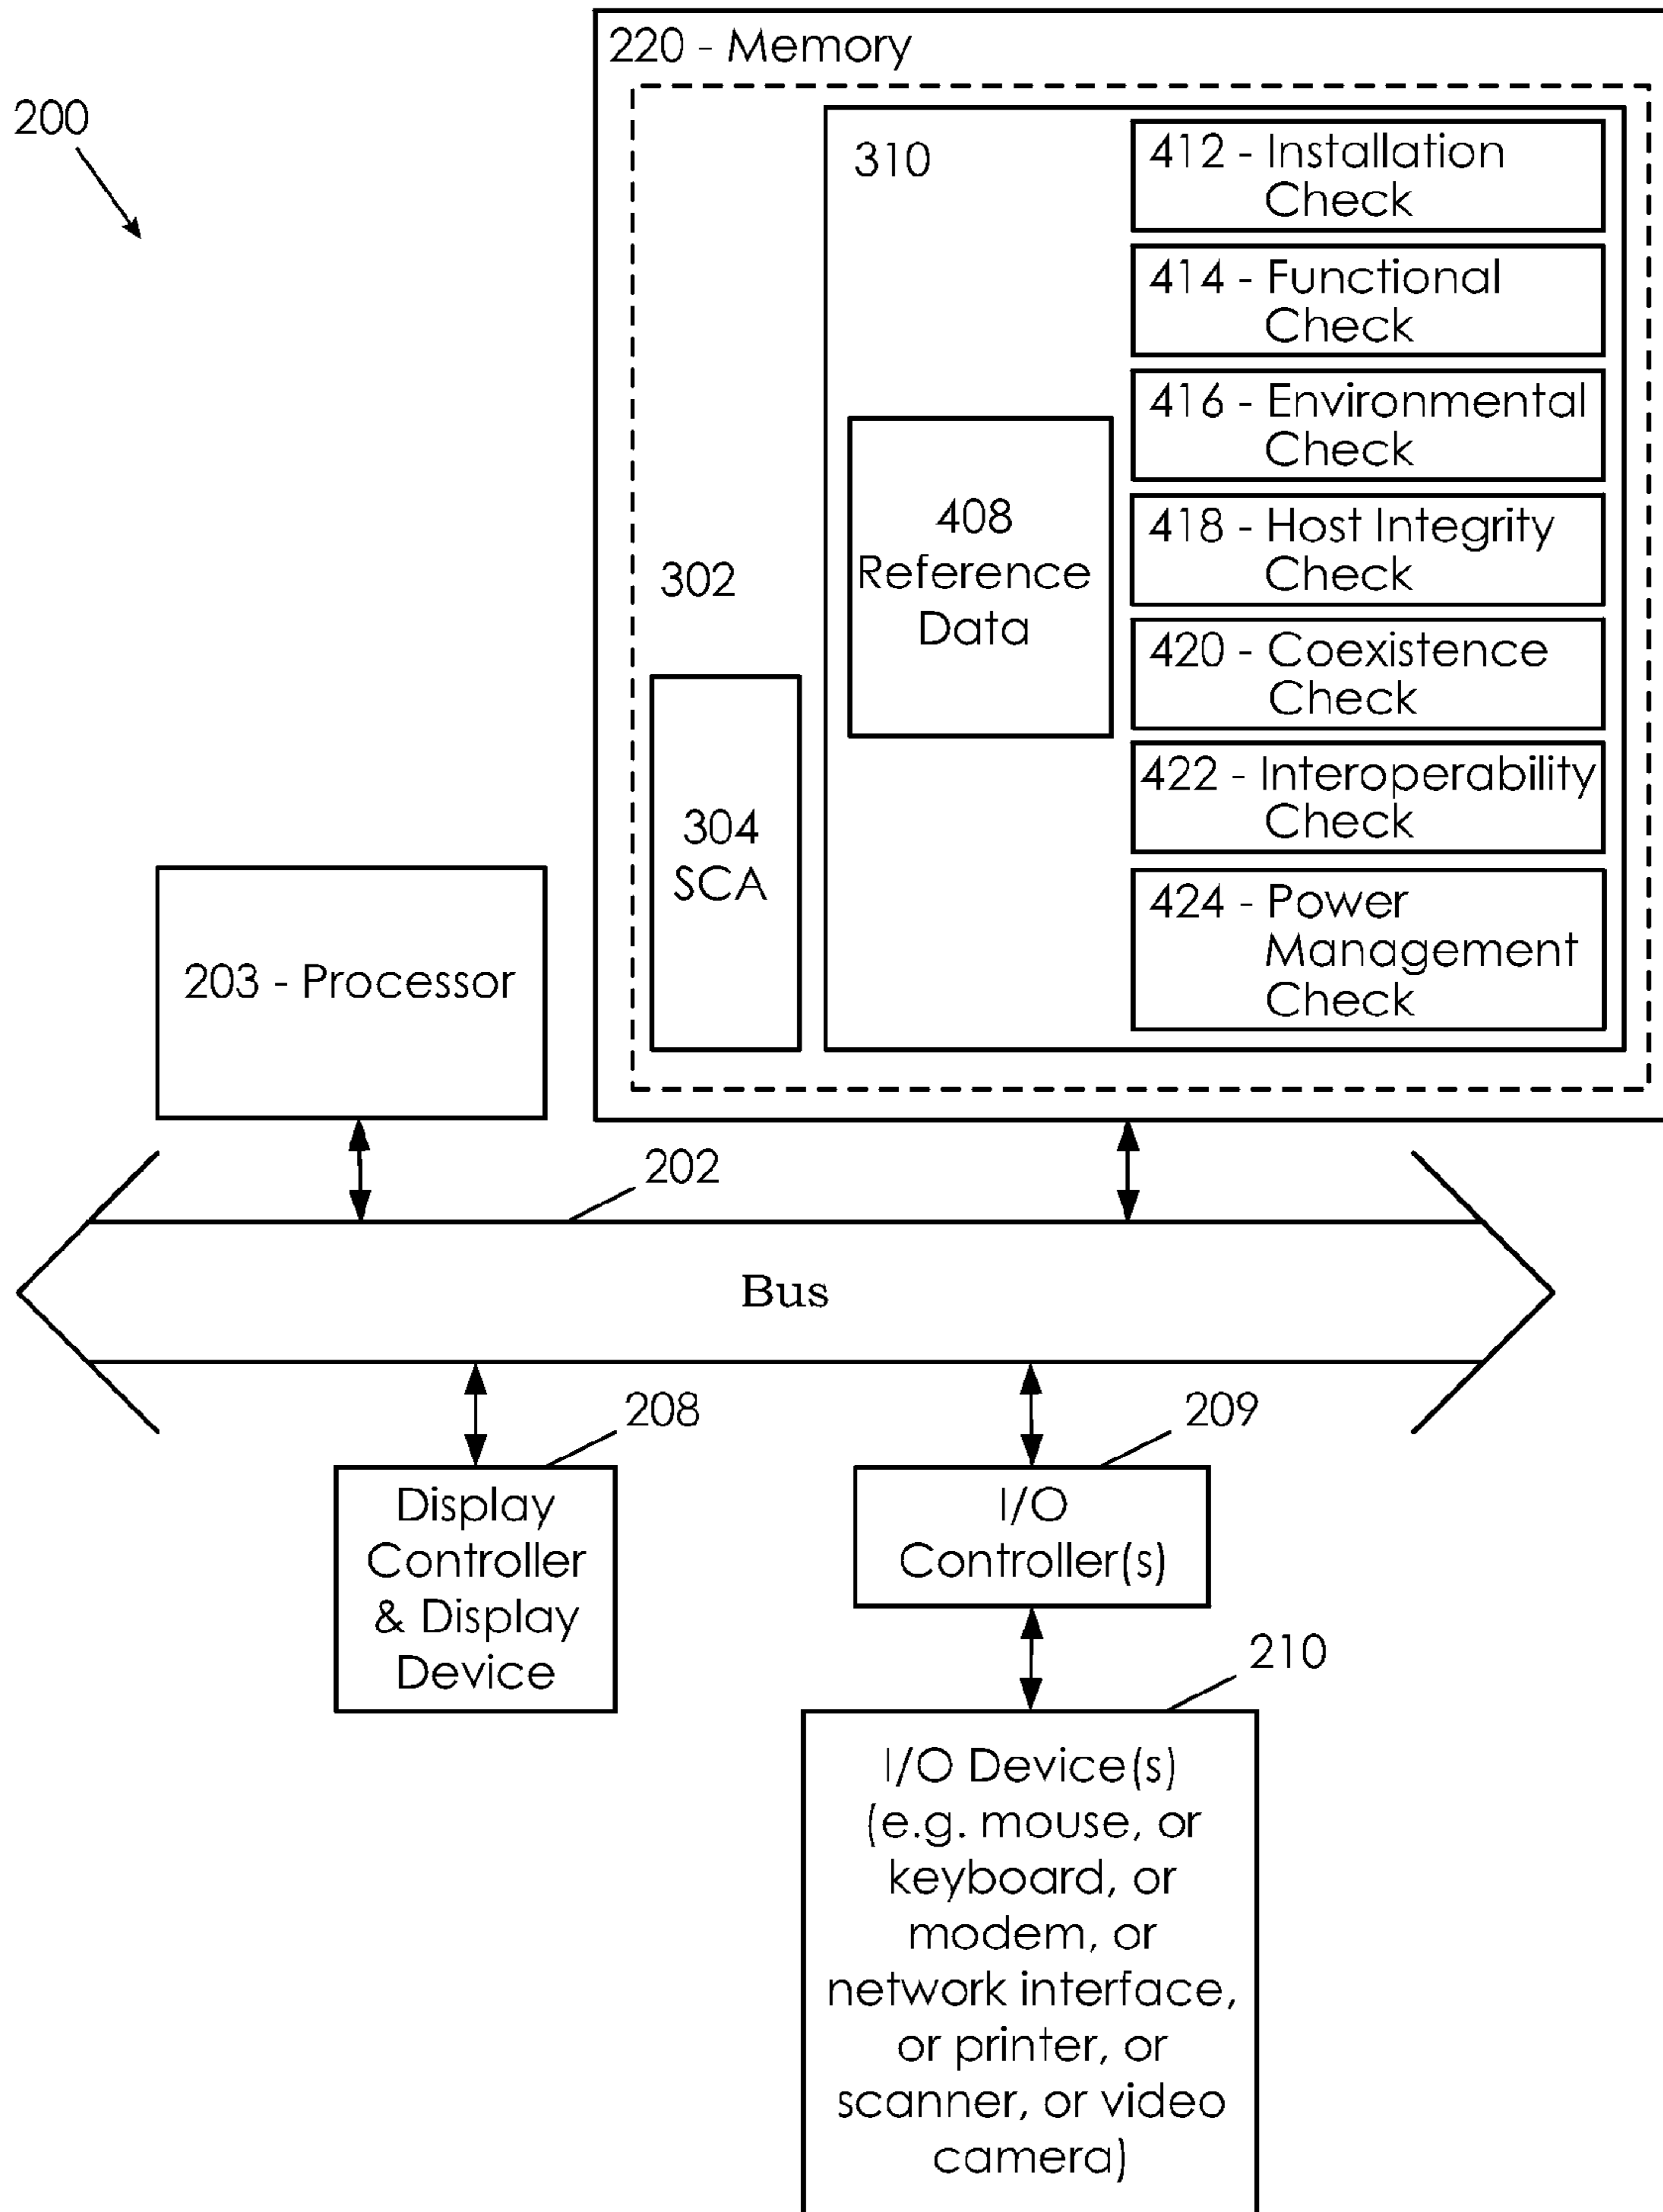 220 - Memory
200
310
412 - Installation
Check
414 - Functional
Check
416 - Environmental
Check
408
Reference
Data
418 - Host Integrity
Check
302
420 - Coexistence
Check
304
SCA
422 - Interoperability
Check
424 - Power
Management
Check
203 - Processor
202
Bus
208
209
Display
Controller
& Display
Device
I/O
Controller(s)
210
I/O Device(s)
(e.g. mouse, or
keyboard, or
modem, or
network interface,
or printer, or
scanner, or video
camera)